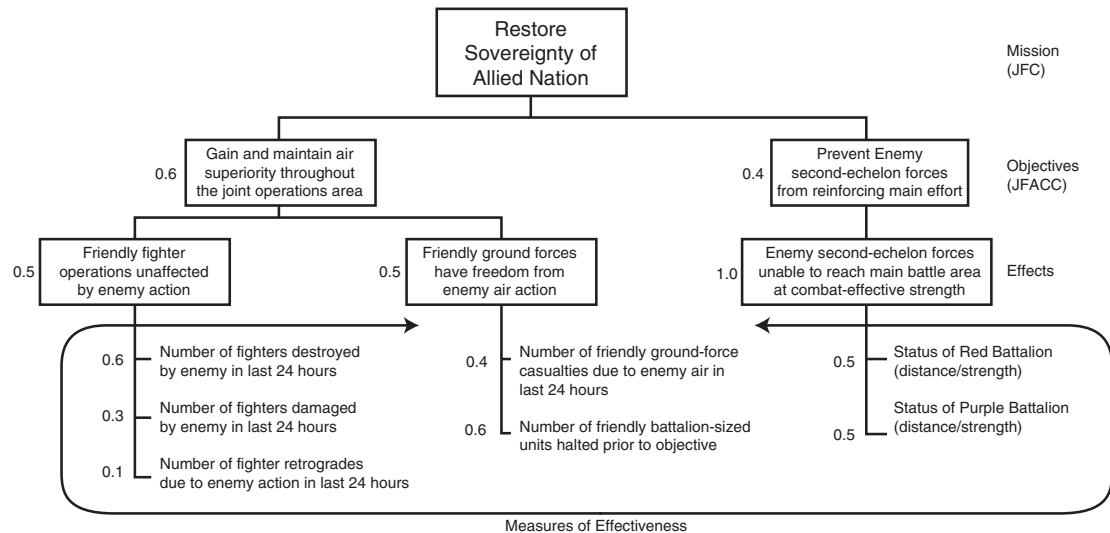 Restore
Sovereignty of
Allied Nation
Mission
(JFC)
0.6
Gain and maintain air
superiority throughout
the joint operations area
0.4
Prevent Enemy
second-echelon forces
from reinforcing main effort
Objectives
(JFACC)
0.5
Friendly fighter
operations unaffected
by enemy action
0.5
Friendly ground forces
have freedom from
enemy air action
1.0
Enemy second-echelon forces
unable to reach main battle area
at combat-effective strength
Effects
0.6
Number of fighters destroyed
by enemy in last 24 hours
0.3
Number of fighters damaged
by enemy in last 24 hours
0.1
Number of fighter retrogrades
due to enemy action in last 24 hours
0.4
Number of friendly ground-force
casualties due to enemy air in
last 24 hours
0.6
Number of friendly battalion-sized
units halted prior to objective
0.5
Status of Red Battalion
(distance/strength)
0.5
Status of Purple Battalion
(distance/strength)
Measures of Effectiveness